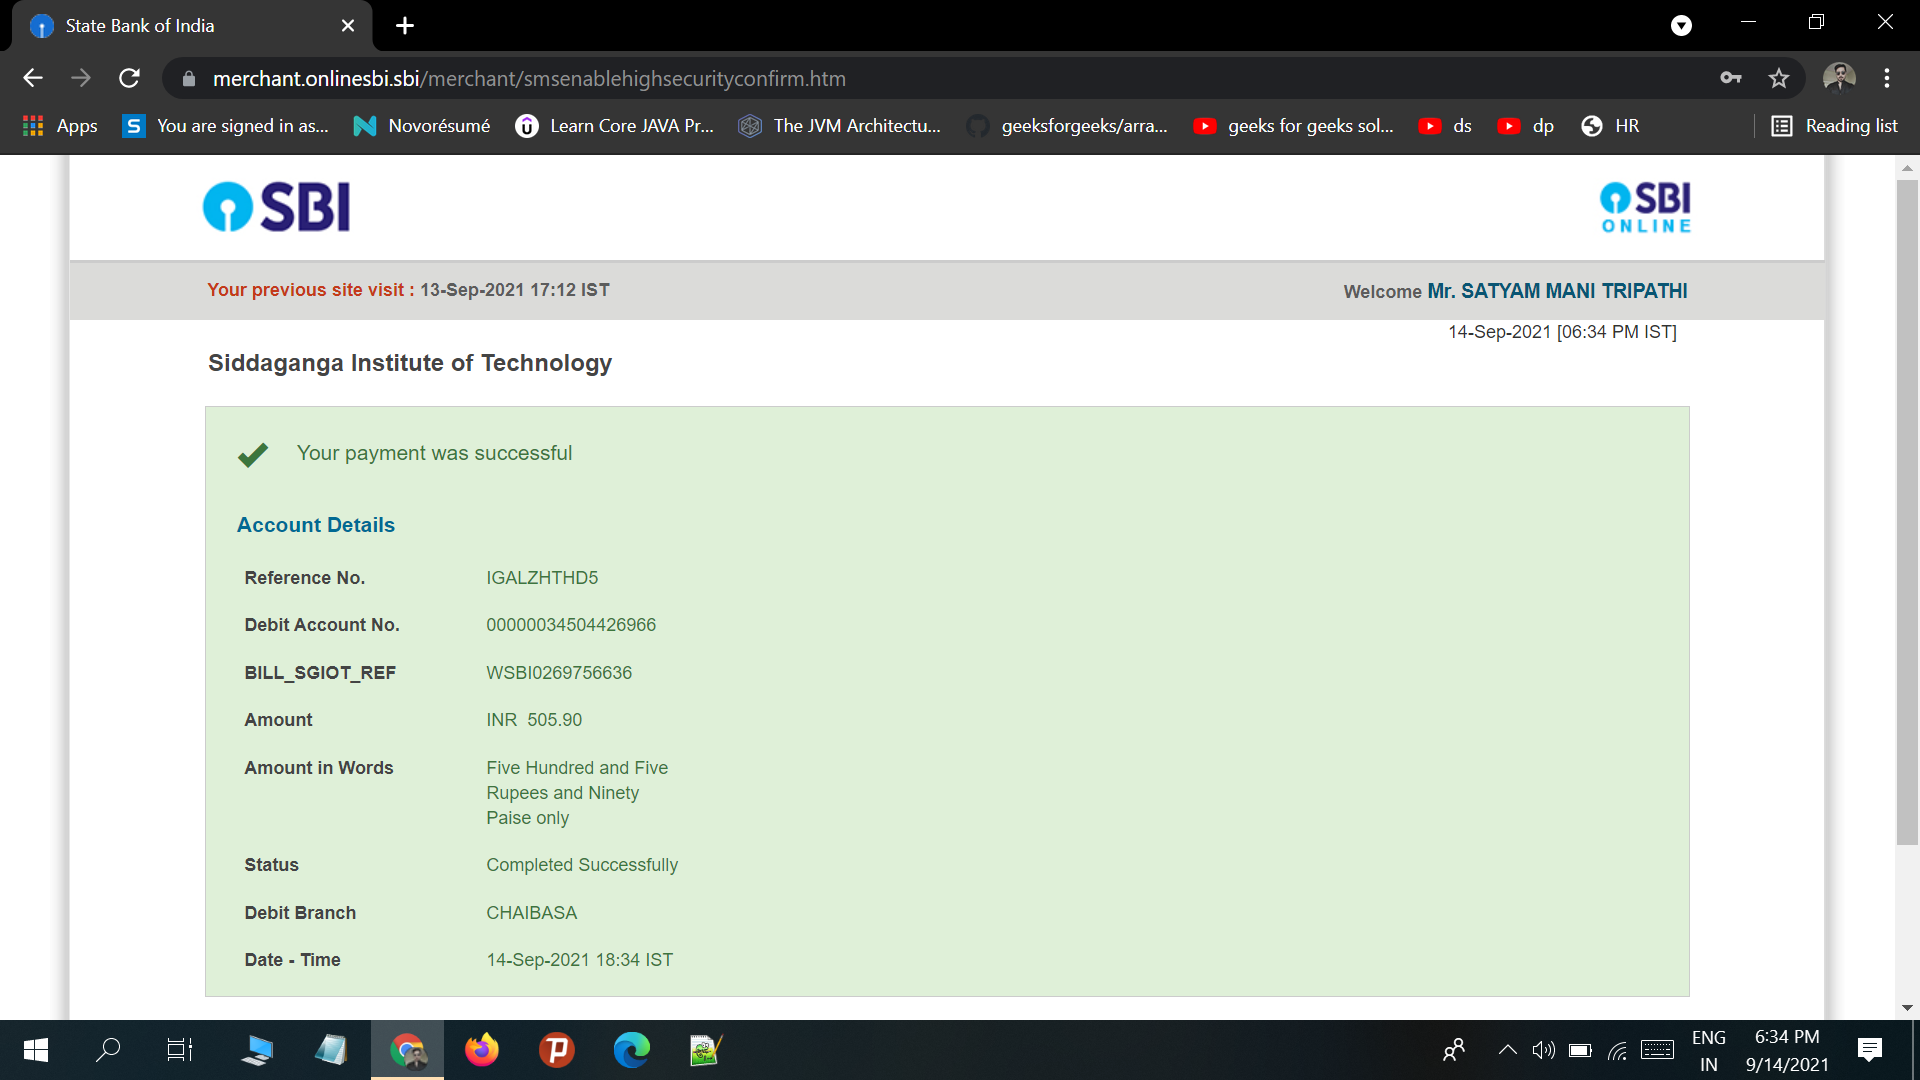 State Bank of India
merchant.onlinesbi.sbi/merchant/smsenablehighsecurityconfirm.htm
Apps
S You are signed in as...
Novorésumé
Learn Core JAVA Pr...
The JVM Architectu...
geeksforgeeks/arra...
geeks for geeks sol...
ds
dp
HR
Reading list
SBI
SBI
ONLINE
Your previous site visit : 13-Sep-2021 17:12 IST
Welcome Mr. SATYAM MANI TRIPATHI
14-Sep-2021 [06:34 PM IST]
Siddaganga Institute of Technology
Your payment was successful
Account Details
Reference No. IGALZHTHD5
Debit Account No. 00000034504426966
BILL_SGIOT_REF WSBI0269756636
Amount INR 505.90
Amount in Words Five Hundred and Five
Rupees and Ninety
Paise only
Status Completed Successfully
Debit Branch CHAIBASA
Date - Time 14-Sep-2021 18:34 IST
ENG
IN
6:34 PM
9/14/2021